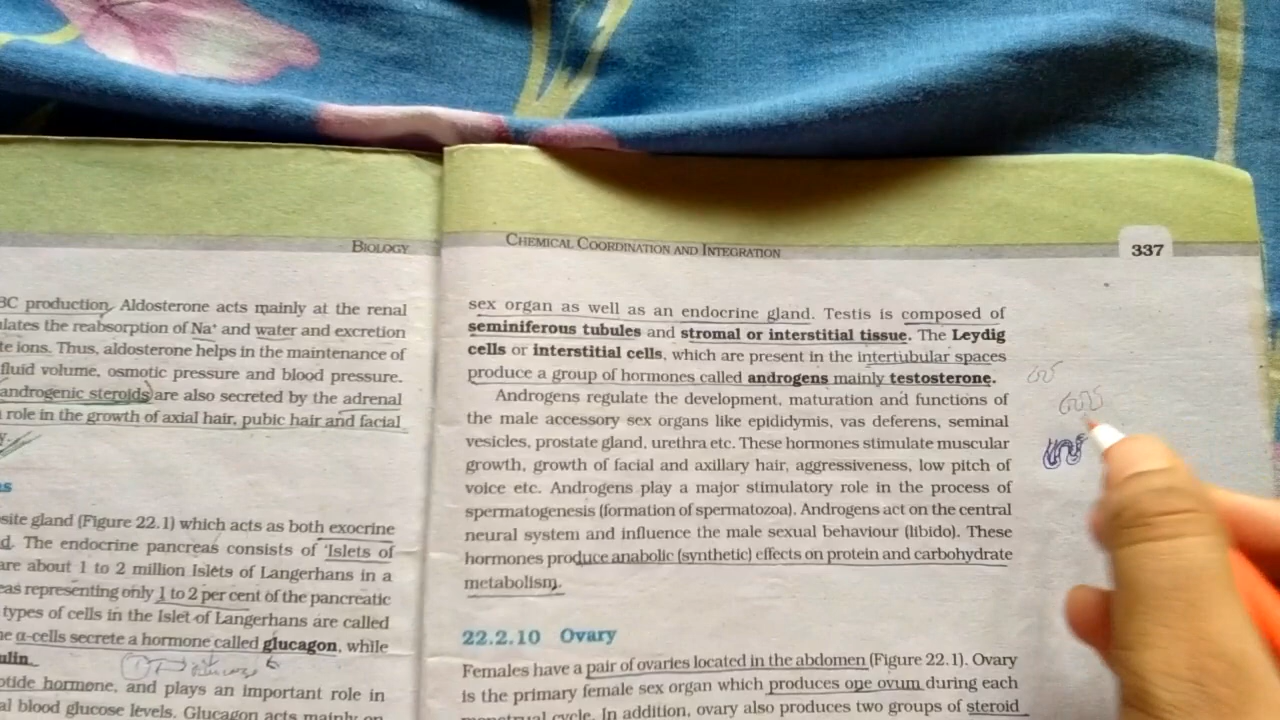 BIOLOGY
BC production. Aldosterone acts mainly at the renal
lates the reabsorption of Na⁺ and water and excretion
te ions. Thus, aldosterone helps in the maintenance of
fluid volume, osmotic pressure and blood pressure.
androgenic steroids) are also secreted by the adrenal
role in the growth of axial hair, pubic hair and facial
y.
s
site gland (Figure 22.1) which acts as both exocrine
d. The endocrine pancreas consists of ‘Islets of
are about 1 to 2 million Islets of Langerhans in a
eas representing only 1 to 2 per cent of the pancreatic
types of cells in the Islet of Langerhans are called
e α-cells secrete a hormone called glucagon, while
ulin.
ptide hormone, and plays an important role in
al blood glucose levels. Glucagon acts mainly on
CHEMICAL COORDINATION AND INTEGRATION
337
sex organ as well as an endocrine gland. Testis is composed of
seminiferous tubules and stromal or interstitial tissue. The Leydig
cells or interstitial cells, which are present in the intertubular spaces
produce a group of hormones called androgens mainly testosterone.
Androgens regulate the development, maturation and functions of
the male accessory sex organs like epididymis, vas deferens, seminal
vesicles, prostate gland, urethra etc. These hormones stimulate muscular
growth, growth of facial and axillary hair, aggressiveness, low pitch of
voice etc. Androgens play a major stimulatory role in the process of
spermatogenesis (formation of spermatozoa). Androgens act on the central
neural system and influence the male sexual behaviour (libido). These
hormones produce anabolic (synthetic) effects on protein and carbohydrate
metabolism.
22.2.10 Ovary
Females have a pair of ovaries located in the abdomen (Figure 22.1). Ovary
is the primary female sex organ which produces one ovum during each
menstrual cycle. In addition, ovary also produces two groups of steroid